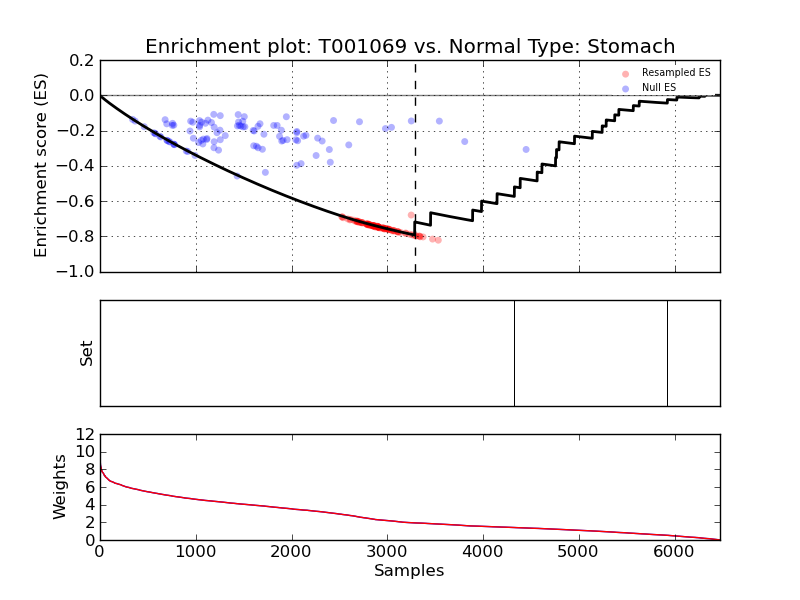 Enrichment plot: T001069 vs. Normal Type: Stomach
Enrichment score (ES)
0.2
0.0
−0.2
−0.4
−0.6
−0.8
−1.0
Resampled ES
Null ES
Set
Weights
12
10
8
6
4
2
0
0 1000 2000 3000 4000 5000 6000
Samples